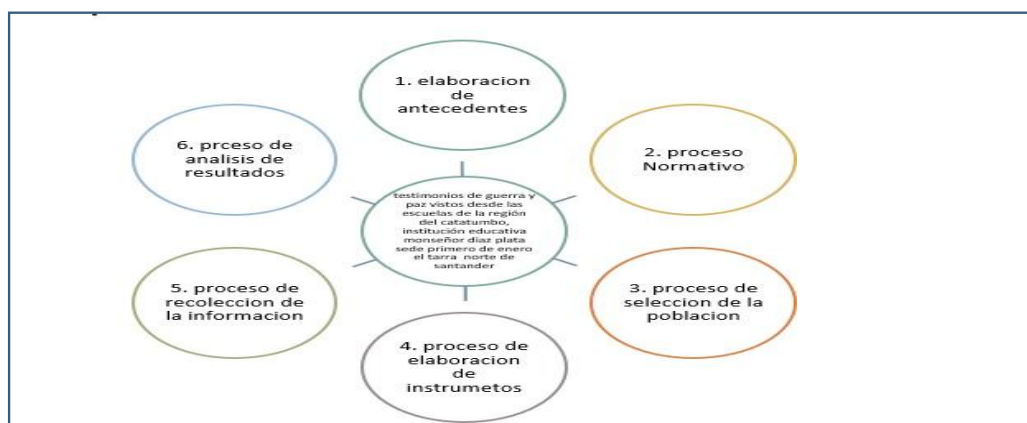 1. elaboracion
de
antecedentes
2. proceso
Normativo
3. proceso de
seleccion de la
poblacion
4. proceso de
elaboracion
de
instrumetos
5. proceso de
recoleccion de
la informacion
6. prceso de
analisis de
resultados
testimonios de guerra y
paz vistos desde las
escuelas de la región
del catatumbo,
institución educativa
monseñor diaz plata
sede primero de enero
el tarra norte de
santander